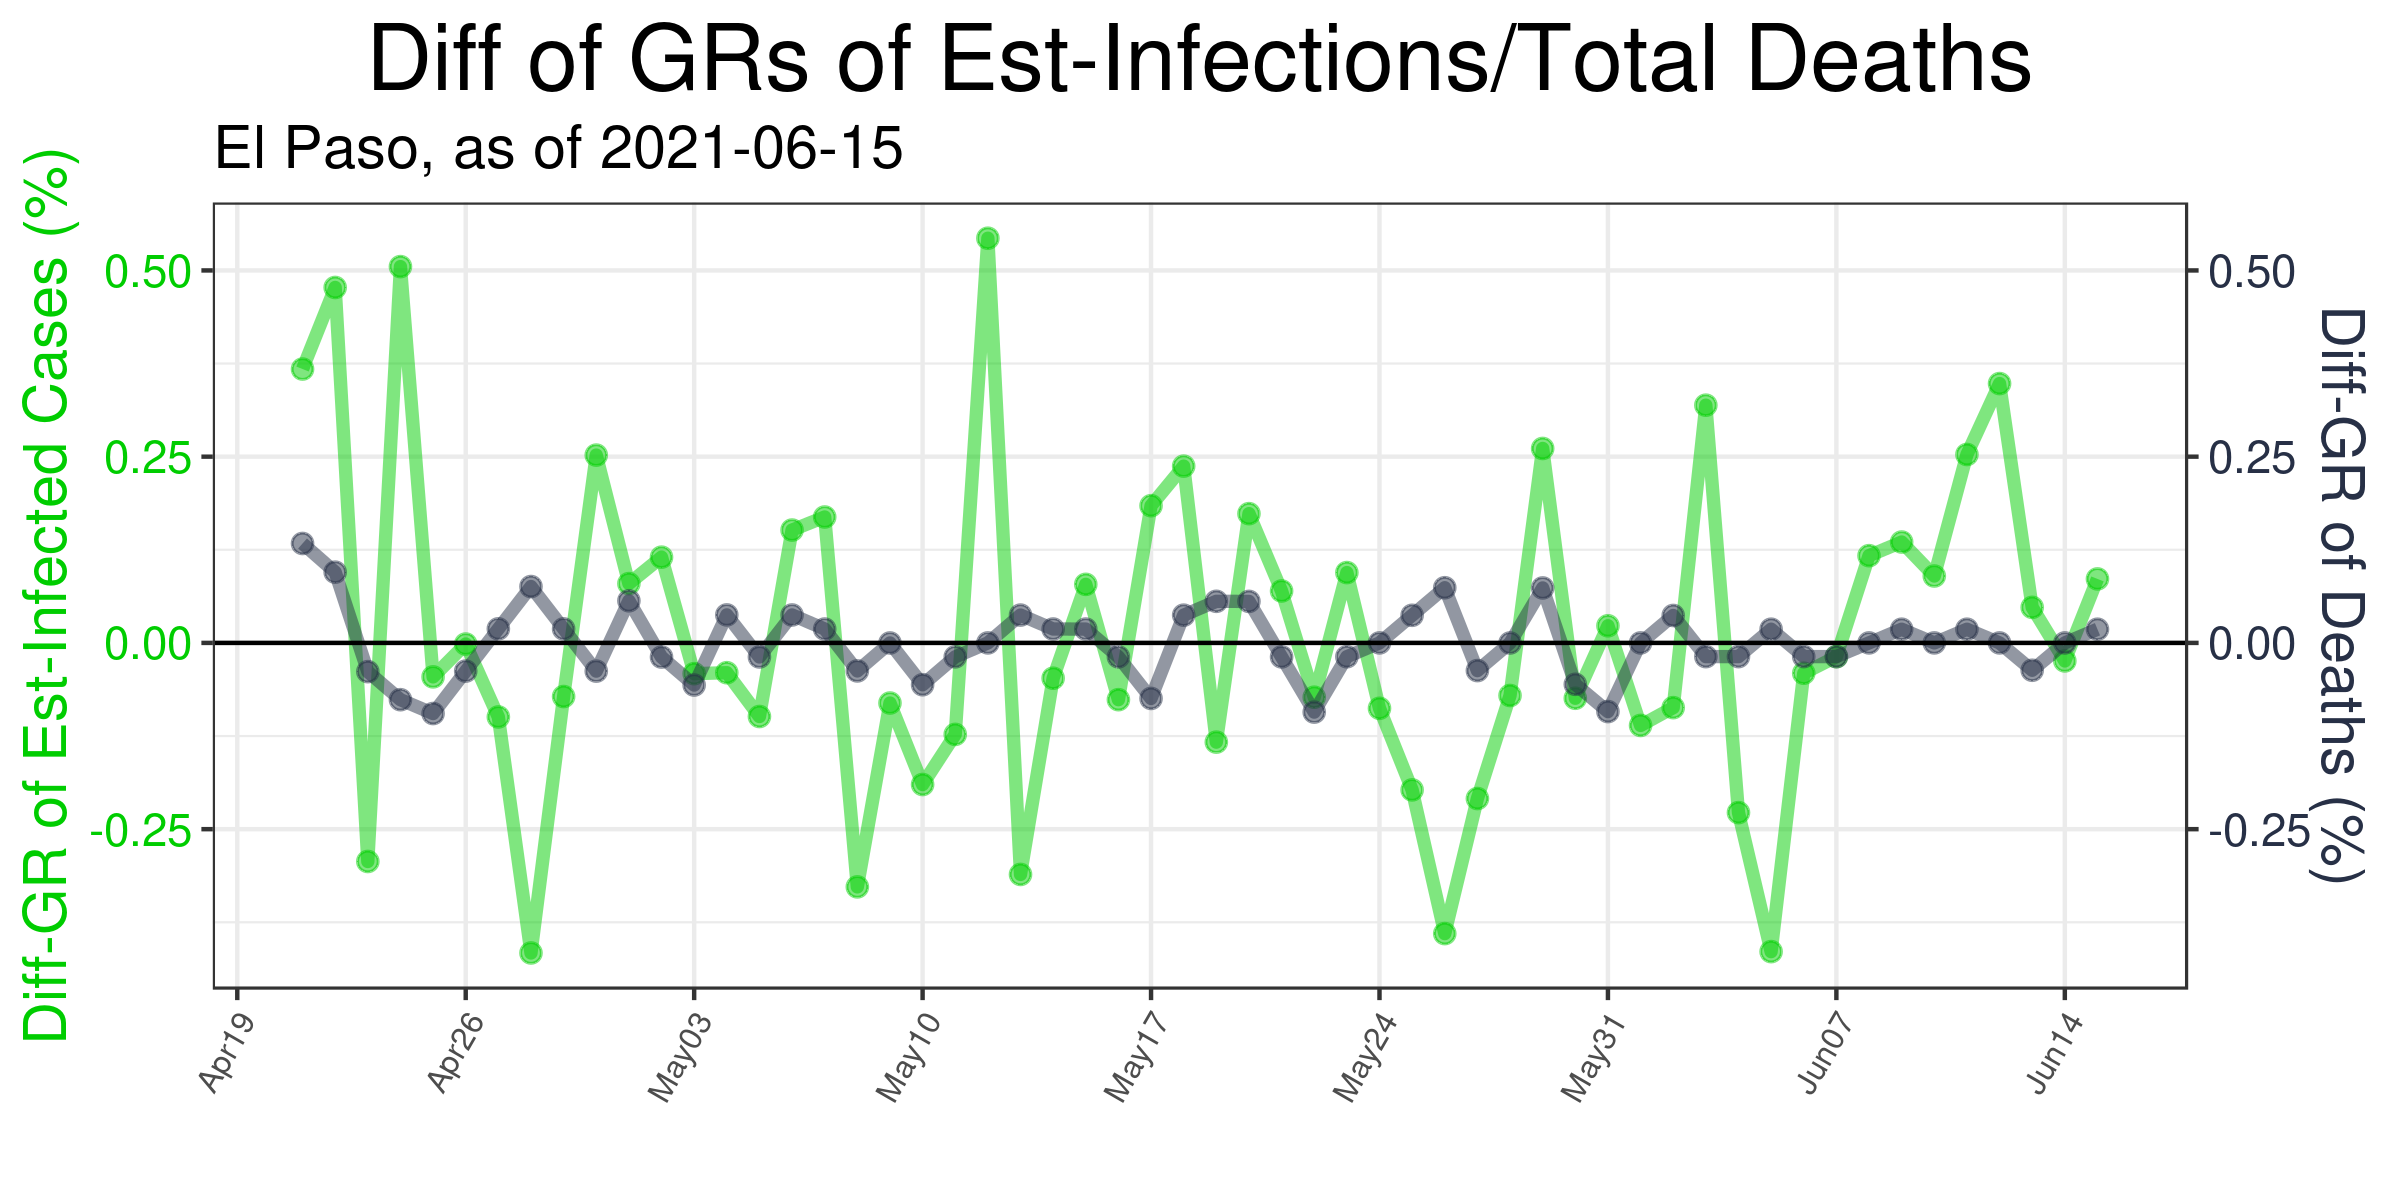 Diff of GRs of Est-Infections/Total Deaths
El Paso, as of 2021-06-15
Diff-GR of Est-Infected Cases (%)
0.50
0.25
0.00
-0.25
0.50
0.25
0.00
-0.25
Diff-GR of Deaths (%)
Apr19
Apr26
May03
May10
May17
May24
May31
Jun07
Jun14